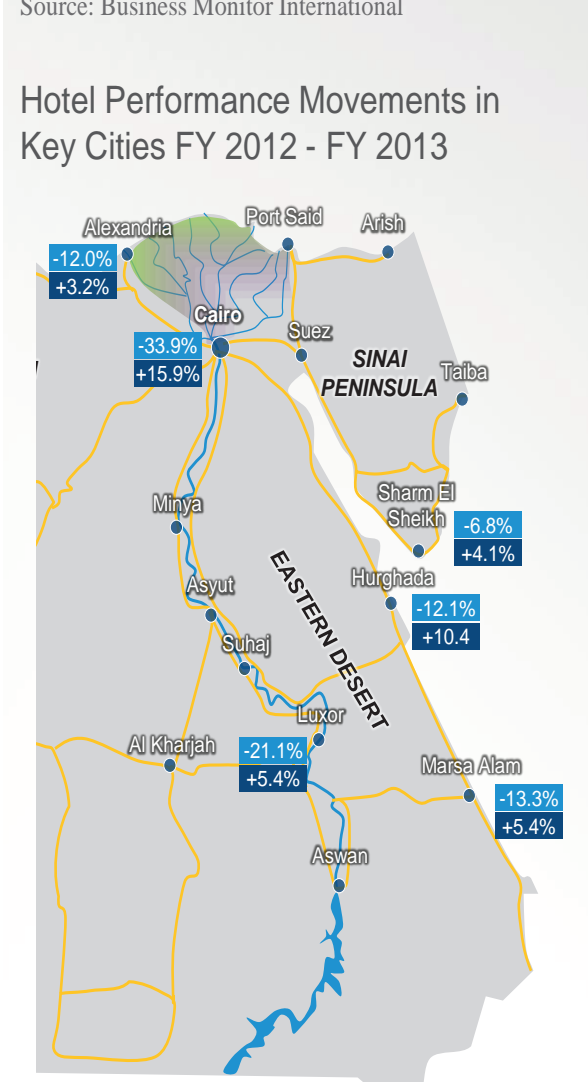 Source: Business Monitor International
Hotel Performance Movements in
Key Cities FY 2012 - FY 2013
Alexandria
Port Said
Arish
-12.0%
+3.2%
Cairo
-33.9%
+15.9%
Suez
SINAI
PENINSULA
Taiba
Sharm El
Sheikh
-6.8%
+4.1%
Minya
Hurghada
-12.1%
+10.4
Asyut
EASTERN DESERT
Suhaj
Luxor
-21.1%
+5.4%
Al Kharjah
Marsa Alam
-13.3%
+5.4%
Aswan